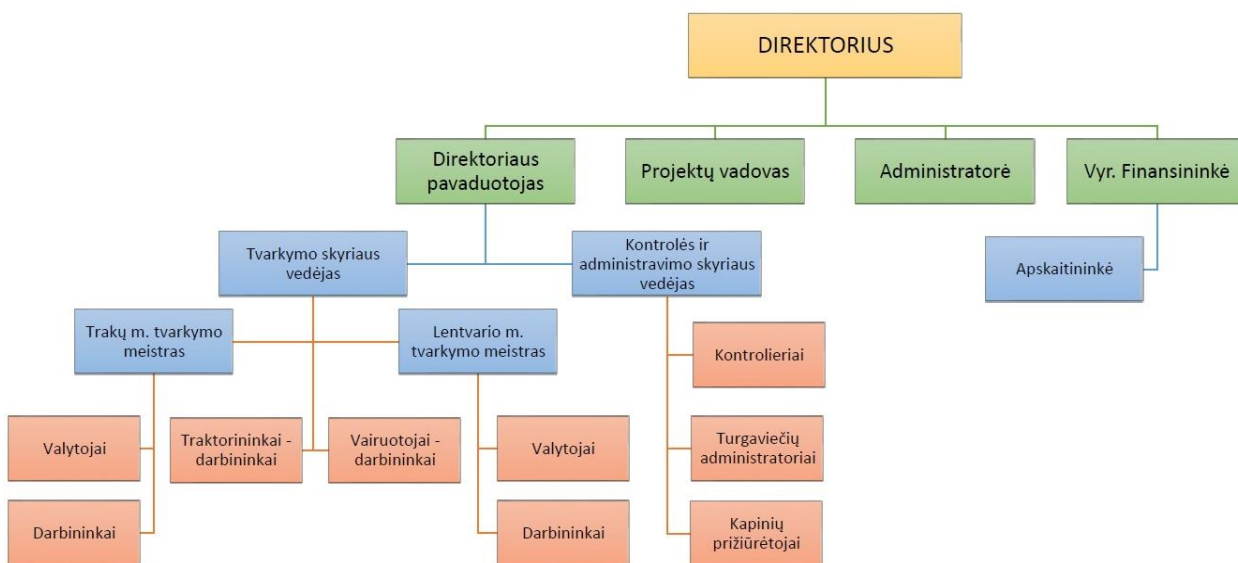 DIREKTORIUS
Direktoriaus
pavaduotojas
Projektų vadovas
Administratorė
Vyr. Finansininkė
Tvarkymo skyriaus
vedėjas
Kontrolės ir
administravimo skyriaus
vedėjas
Apskaitininkė
Trakų m. tvarkymo
meistras
Lentvario m.
tvarkymo meistras
Kontrolieriai
Valytojai
Traktorininkai -
darbininkai
Vairuotojai -
darbininkai
Valytojai
Turgaviečių
administratoriai
Darbininkai
Darbininkai
Kapinių
prižiūrėtojai